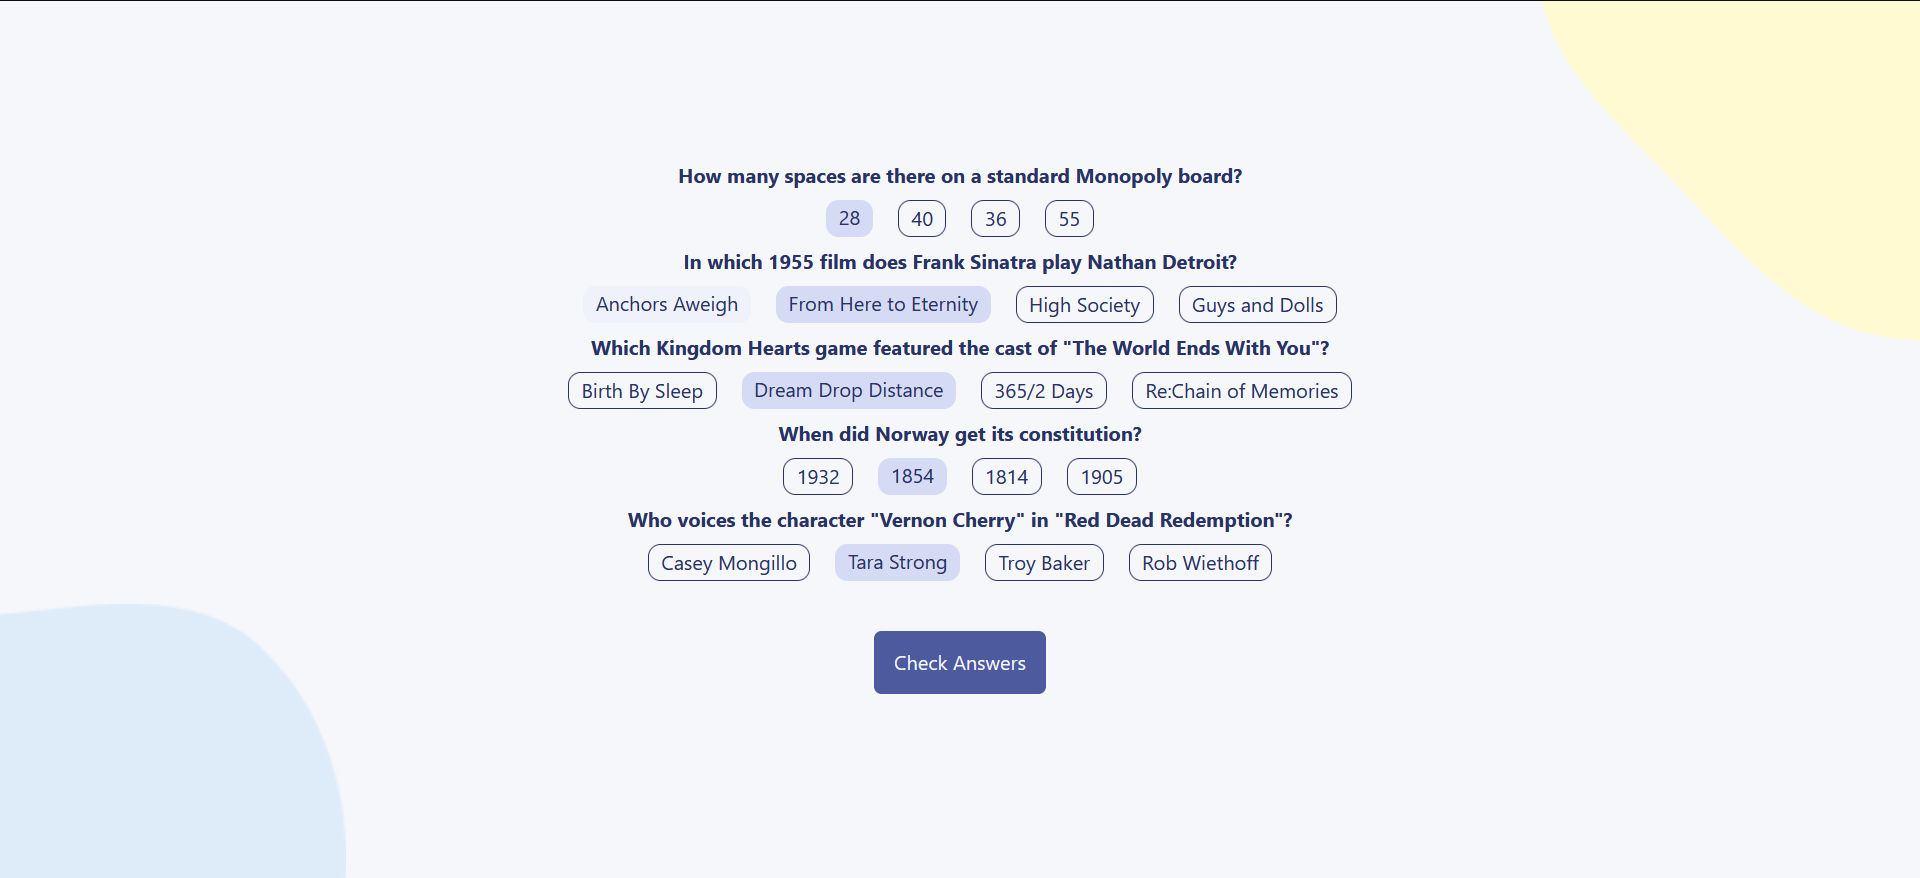 How many spaces are there on a standard Monopoly board?
28 40 36 55
In which 1955 film does Frank Sinatra play Nathan Detroit?
Anchors Aweigh From Here to Eternity High Society Guys and Dolls
Which Kingdom Hearts game featured the cast of "The World Ends With You"?
Birth By Sleep Dream Drop Distance 365/2 Days Re:Chain of Memories
When did Norway get its constitution?
1932 1854 1814 1905
Who voices the character "Vernon Cherry" in "Red Dead Redemption"?
Casey Mongillo Tara Strong Troy Baker Rob Wiethoff
Check Answers